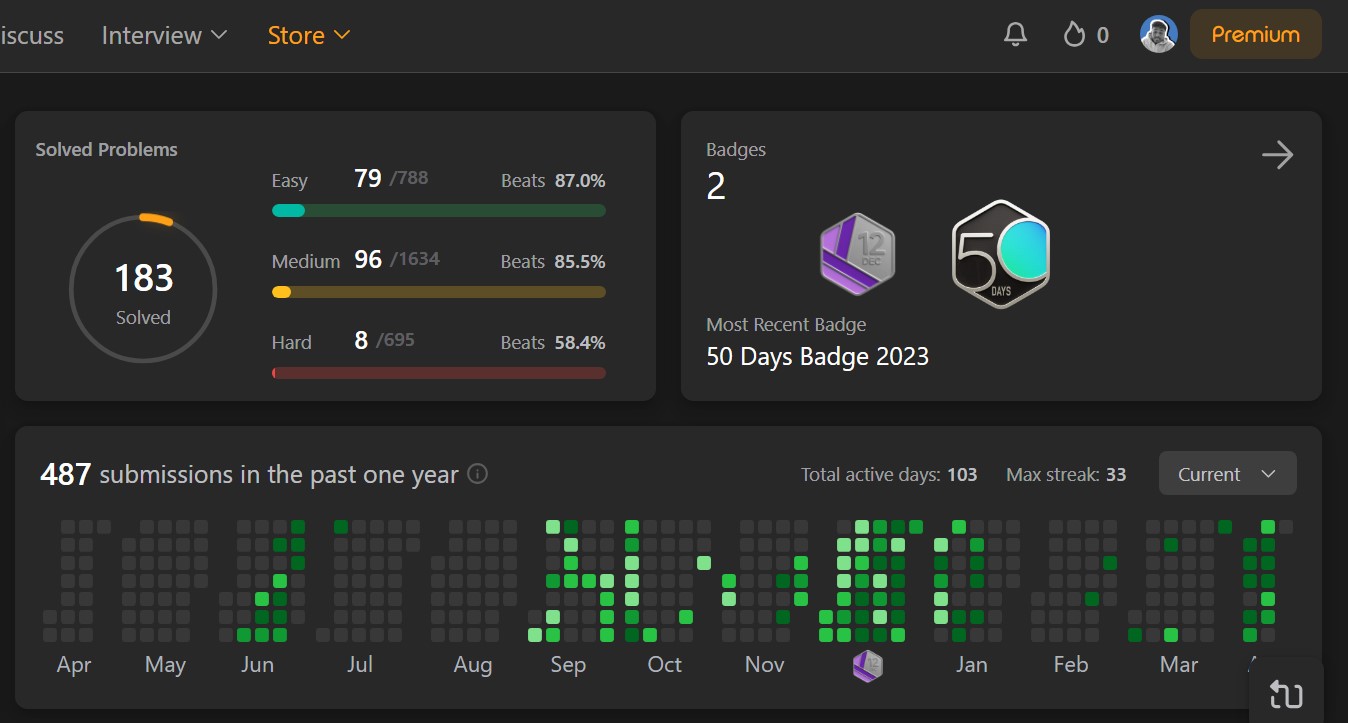 iscuss Interview Store 0 Premium
Solved Problems
183
Solved
Easy 79 /788 Beats 87.0%
Medium 96 /1634 Beats 85.5%
Hard 8 /695 Beats 58.4%
Badges
2
12
DEC
50
DAYS
Most Recent Badge
50 Days Badge 2023
487 submissions in the past one year
Total active days: 103 Max streak: 33 Current
Apr May Jun Jul Aug Sep Oct Nov 12 Jan Feb Mar